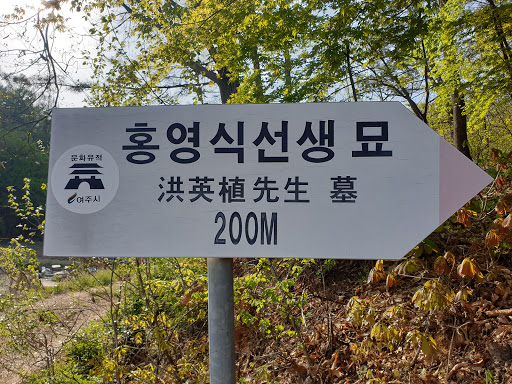 홍영식선생묘
洪英植先生 墓
200M
문화유적
여주시